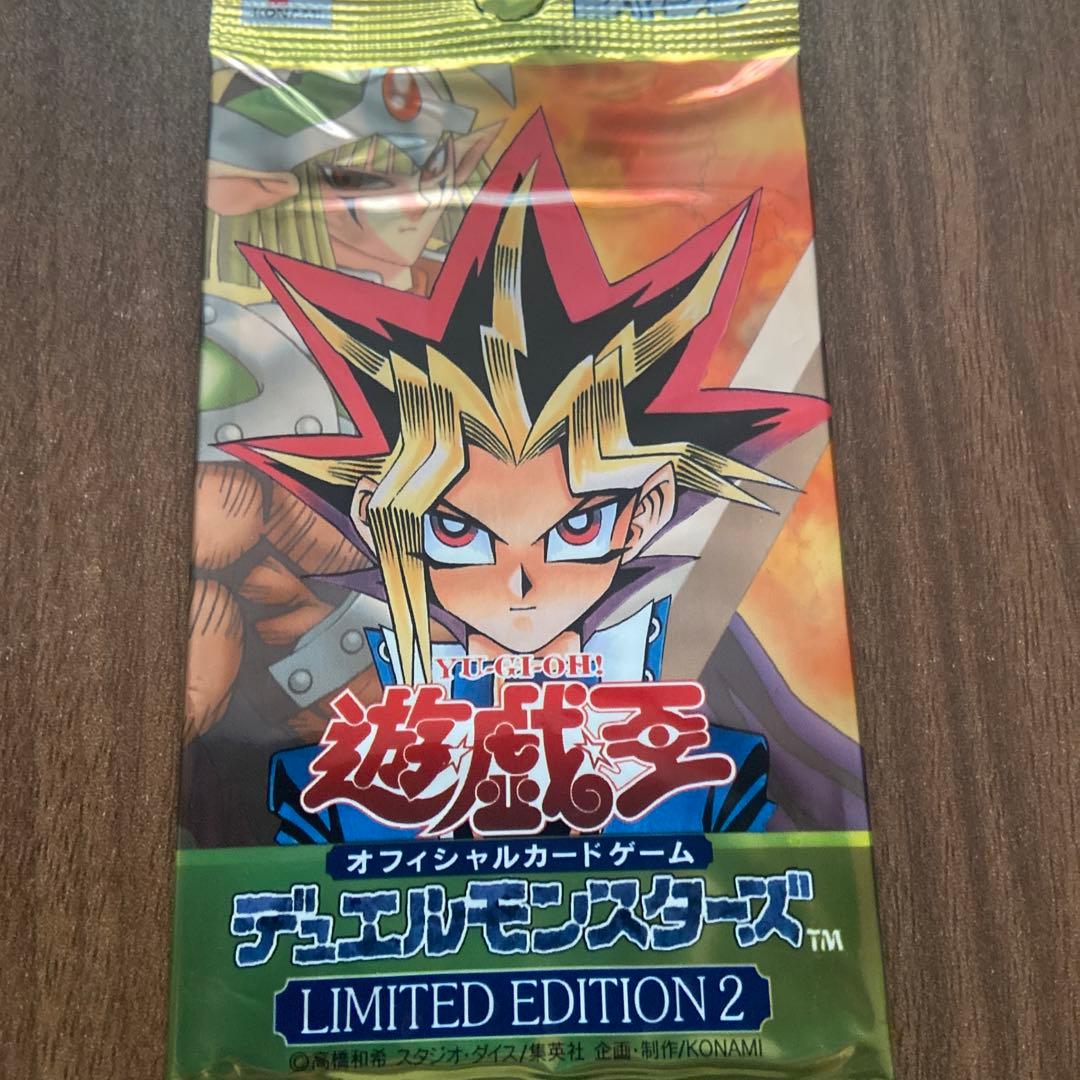 KONAMI
YU-GI-OH!
遊☆戯☆王
オフィシャルカードゲーム
デュエルモンスターズ™
LIMITED EDITION 2
©高橋和希 スタジオ・ダイス/集英社 企画・制作/KONAMI